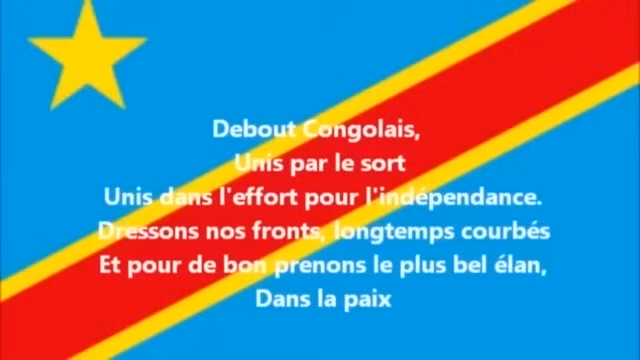 Debout Congolais,
Unis par le sort
Unis dans l'effort pour l'indépendance.
Dressons nos fronts, longtemps courbés
Et pour de bon prenons le plus bel élan,
Dans la paix